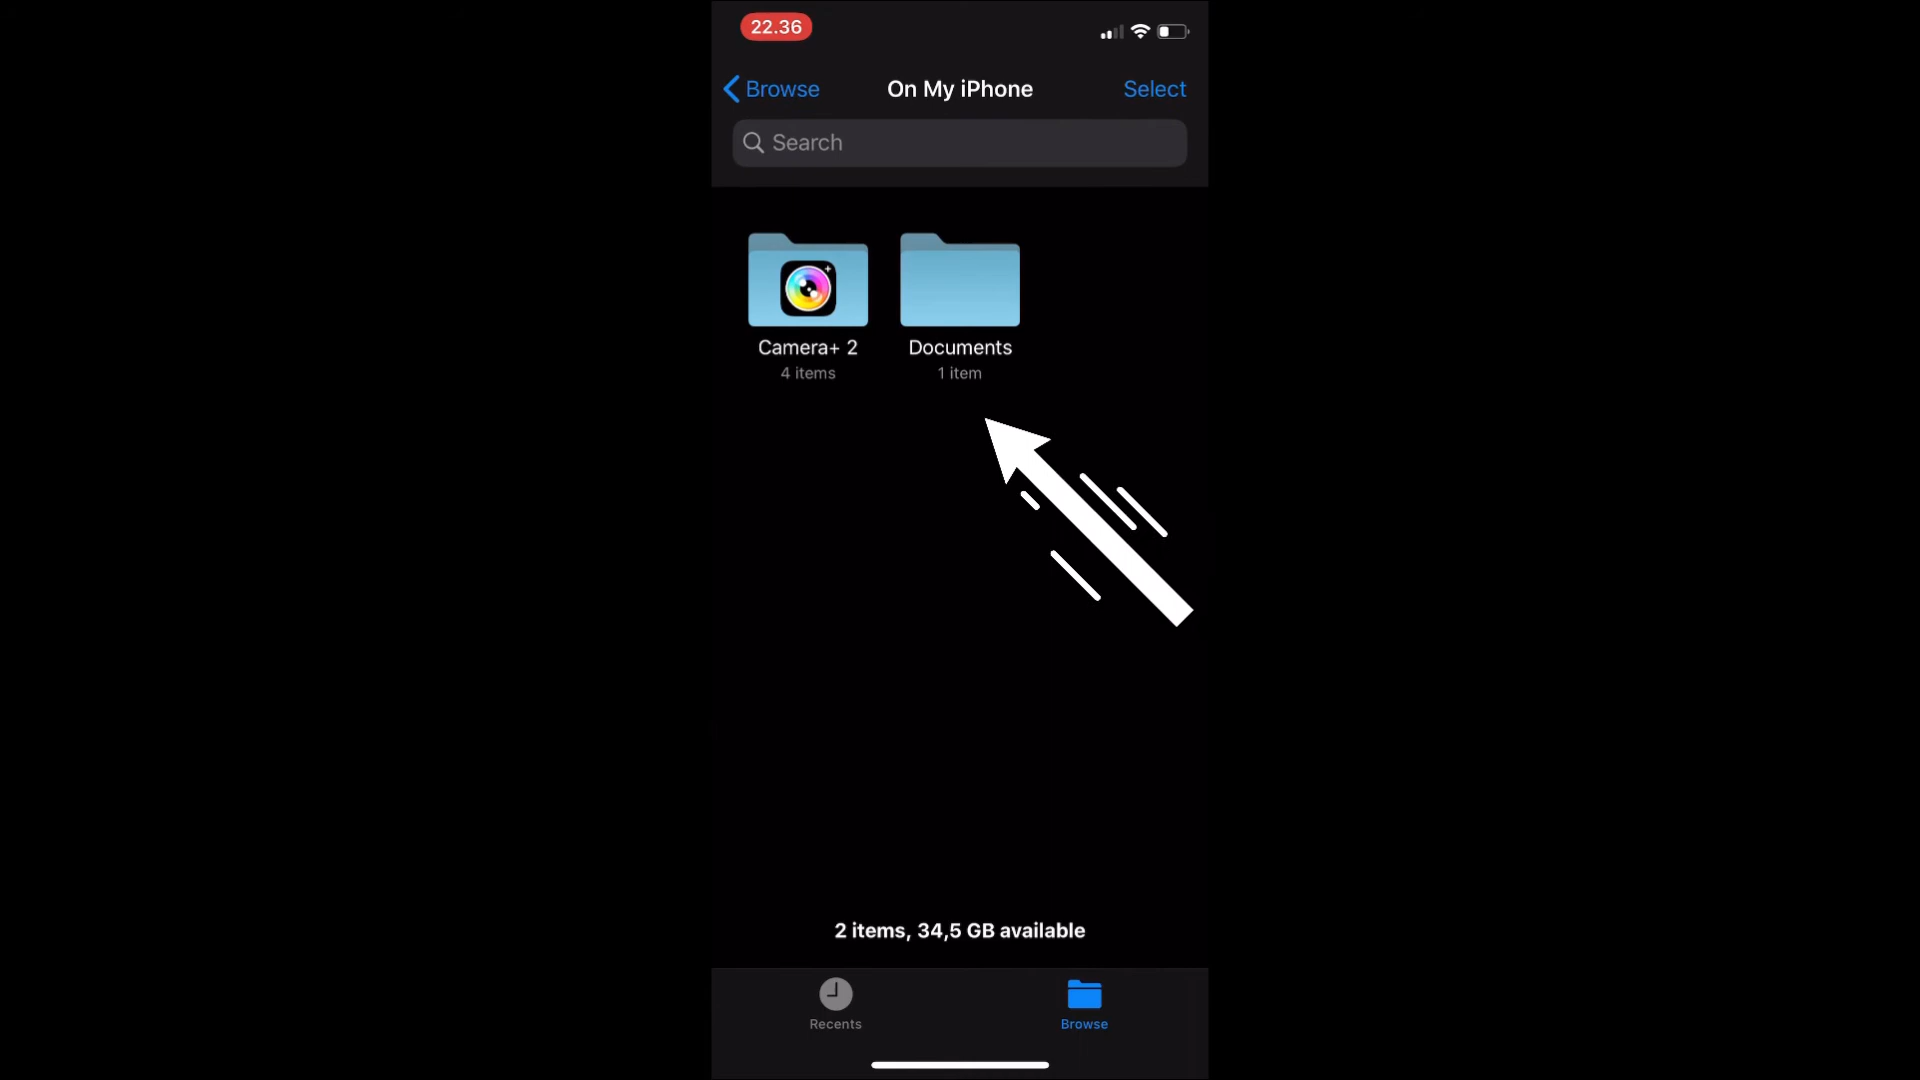 22.36
Browse
On My iPhone
Select
Search
Camera+ 2
Documents
4 items
1 item
2 items, 34,5 GB available
Recents
Browse